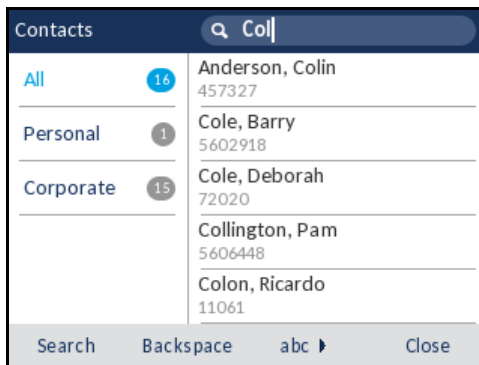 Contacts
Col
All 16
Personal 1
Corporate 15
Anderson, Colin
457327
Cole, Barry
5602918
Cole, Deborah
72020
Collington, Pam
5606448
Colon, Ricardo
11061
Search Backspace abc Close